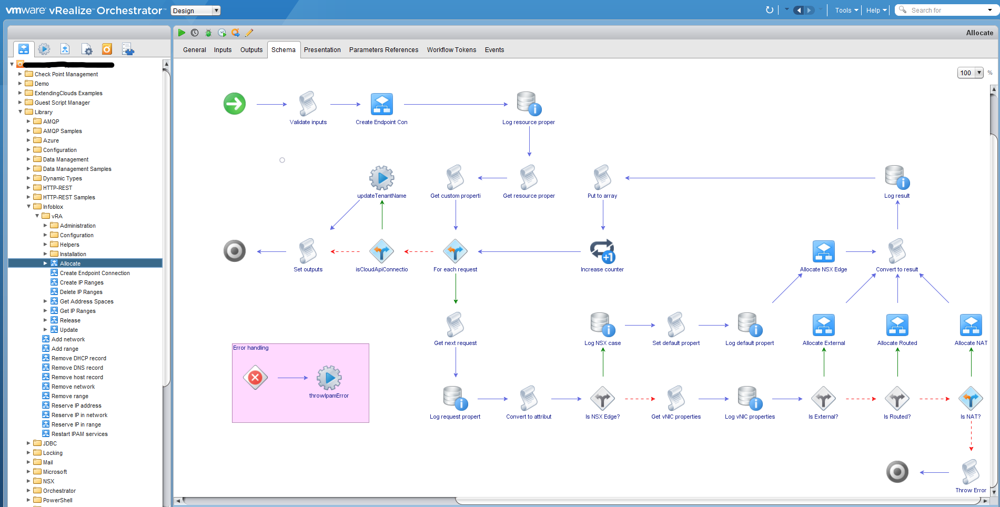 vmware vRealize™ Orchestrator™ Design
Tools Help Search for
Allocate
General Inputs Outputs Schema Presentation Parameters References Workflow Tokens Events
100 %
Check Point Management
Demo
ExtendingClouds Examples
Guest Script Manager
Library
AMQP
AMQP Samples
Azure
Configuration
Data Management
Data Management Samples
Dynamic Types
HTTP-REST
HTTP-REST Samples
Infoblox
vRA
Administration
Configuration
Helpers
Installation
Allocate
Create Endpoint Connection
Create IP Ranges
Delete IP Ranges
Get Address Spaces
Get IP Ranges
Release
Update
Add network
Add range
Remove DHCP record
Remove DNS record
Remove host record
Remove network
Remove range
Reserve IP address
Reserve IP in network
Reserve IP in range
Restart IPAM services
JDBC
Locking
Mail
Microsoft
NSX
Orchestrator
PowerShell
Validate inputs
Create Endpoint Con
Log resource proper
updateTenantName
Get custom properti
Get resource proper
Put to array
Log result
Set outputs
isCloudApiConnectio
For each request
+1
Increase counter
Allocate NSX Edge
Convert to result
Get next request
Log NSX case
Set default propert
Log default propert
Allocate External
Allocate Routed
Allocate NAT
Error handling
throwIpamError
Log request propert
Convert to attribut
Is NSX Edge?
Get vNIC properties
Log vNIC properties
Is External?
Is Routed?
Is NAT?
Throw Error